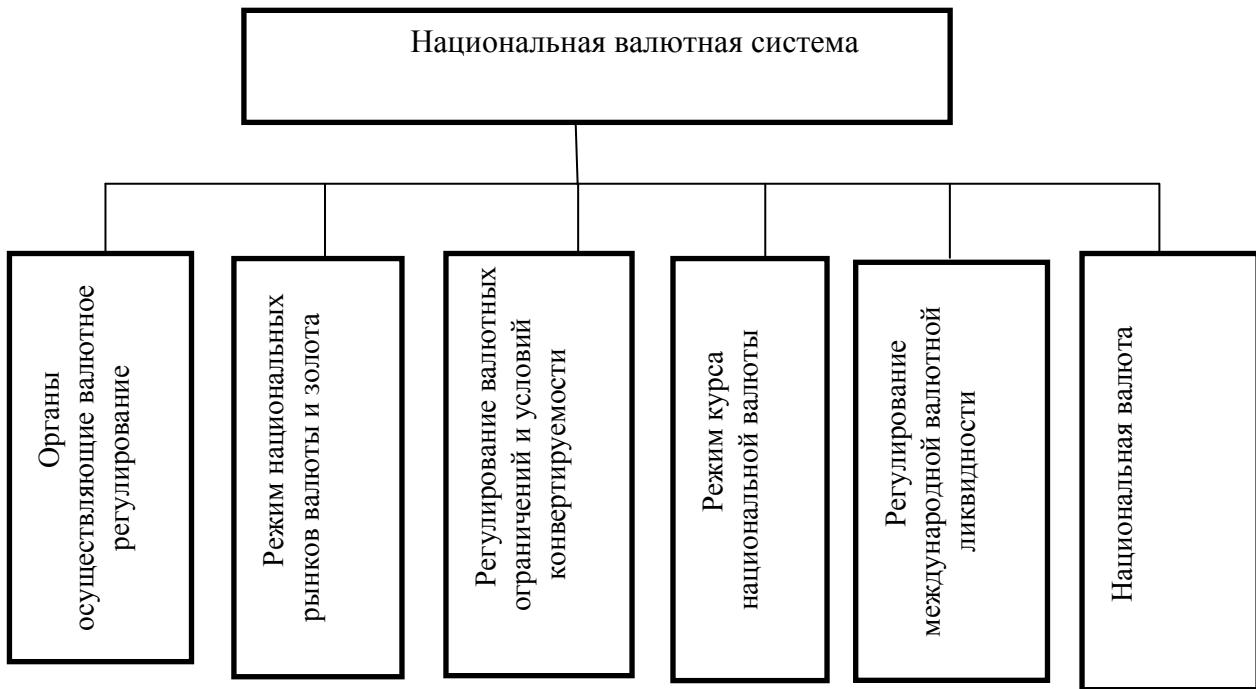 Национальная валютная система
Органы
осуществляющие валютное
регулирование
Режим национальных
рынков валюты и золота
Регулирование валютных
ограничений и условий
конвертируемости
Режим курса
национальной валюты
Регулирование
международной валютной
ликвидности
Национальная валюта